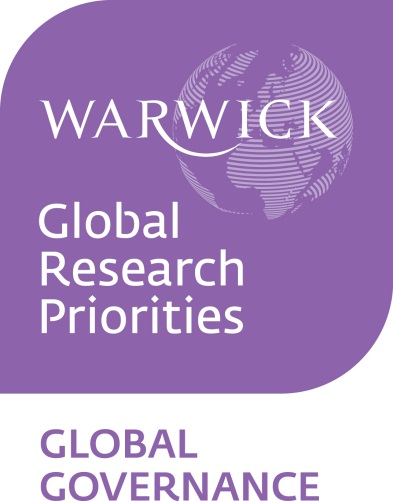 WARWICK
Global
Research
Priorities
GLOBAL
GOVERNANCE